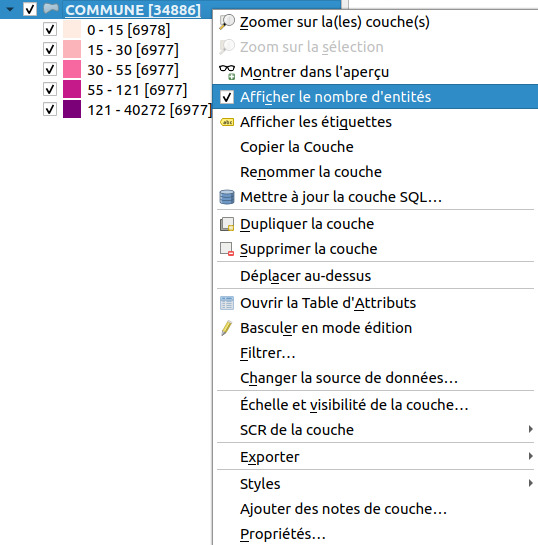 COMMUNE [34886]
0 - 15 [6978]
15 - 30 [6977]
30 - 55 [6977]
55 - 121 [6977]
121 - 40272 [6977]
Zoomer sur la(les) couche(s)
Zoom sur la sélection
Montrer dans l'aperçu
Afficher le nombre d'entités
abc Afficher les étiquettes
Copier la Couche
Renommer la couche
Mettre à jour la couche SQL…
Dupliquer la couche
Supprimer la couche
Déplacer au-dessus
Ouvrir la Table d'Attributs
Basculer en mode édition
Filtrer…
Changer la source de données…
Échelle et visibilité de la couche…
SCR de la couche
Exporter
Styles
Ajouter des notes de couche…
Propriétés…